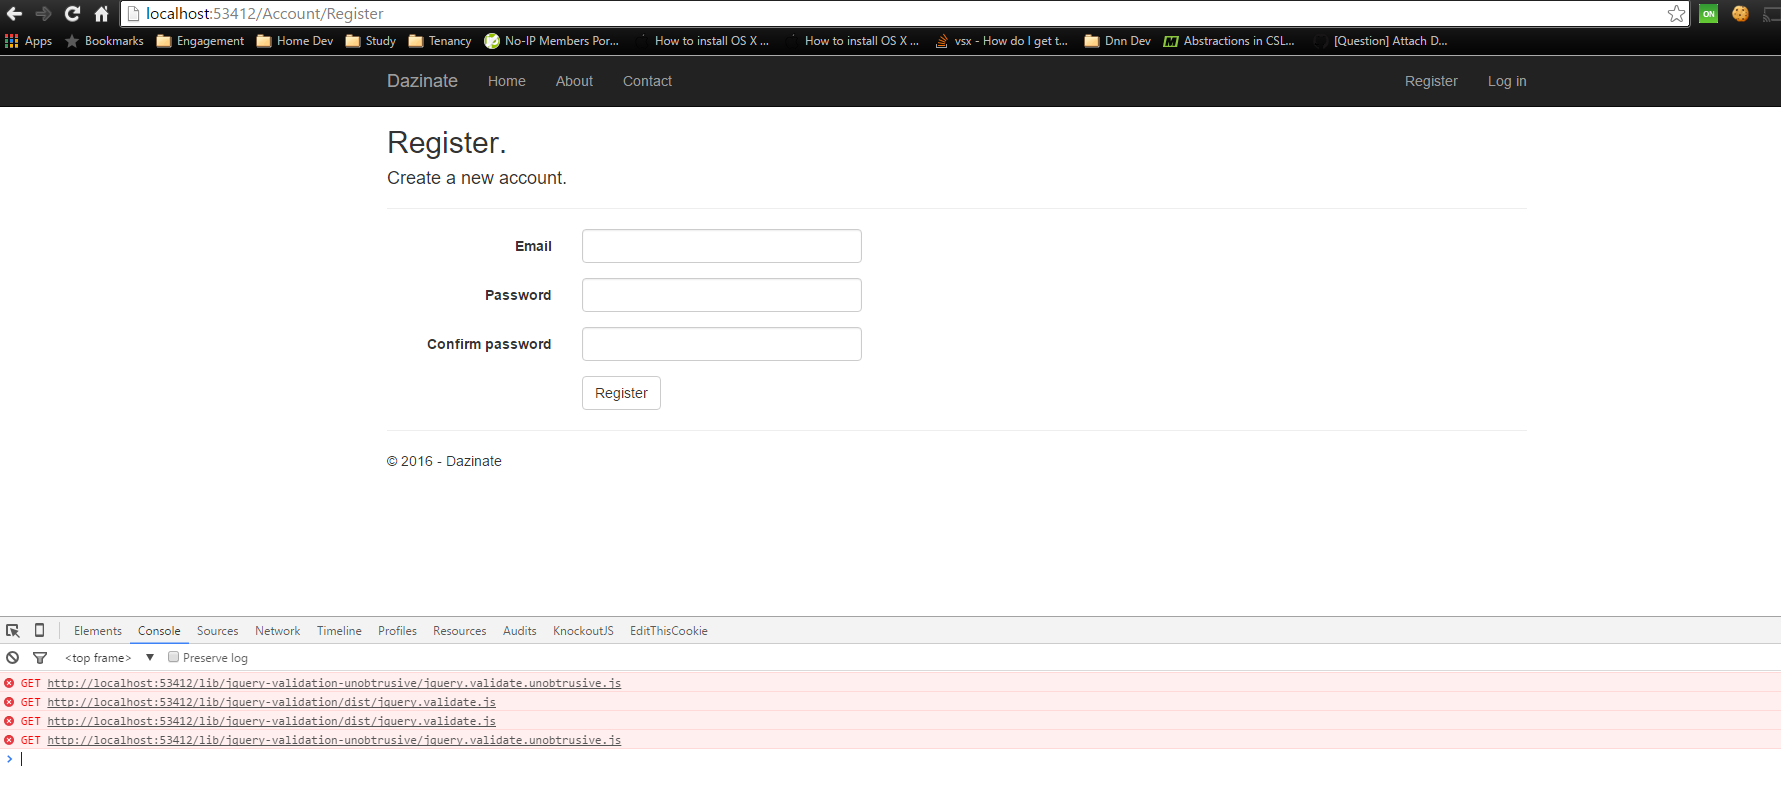 localhost:53412/Account/Register
ON
Apps Bookmarks Engagement Home Dev Study Tenancy No-IP Members Por... How to install OS X ... How to install OS X ... vsx - How do I get t... Dnn Dev Abstractions in CSL... [Question] Attach D...
Dazinate Home About Contact Register Log in
Register.
Create a new account.
Email
Password
Confirm password
Register
© 2016 - Dazinate
Elements Console Sources Network Timeline Profiles Resources Audits KnockoutJS EditThisCookie
<top frame> ▼ Preserve log
GET http://localhost:53412/lib/jquery-validation-unobtrusive/jquery.validate.unobtrusive.js
GET http://localhost:53412/lib/jquery-validation/dist/jquery.validate.js
GET http://localhost:53412/lib/jquery-validation/dist/jquery.validate.js
GET http://localhost:53412/lib/jquery-validation-unobtrusive/jquery.validate.unobtrusive.js
>